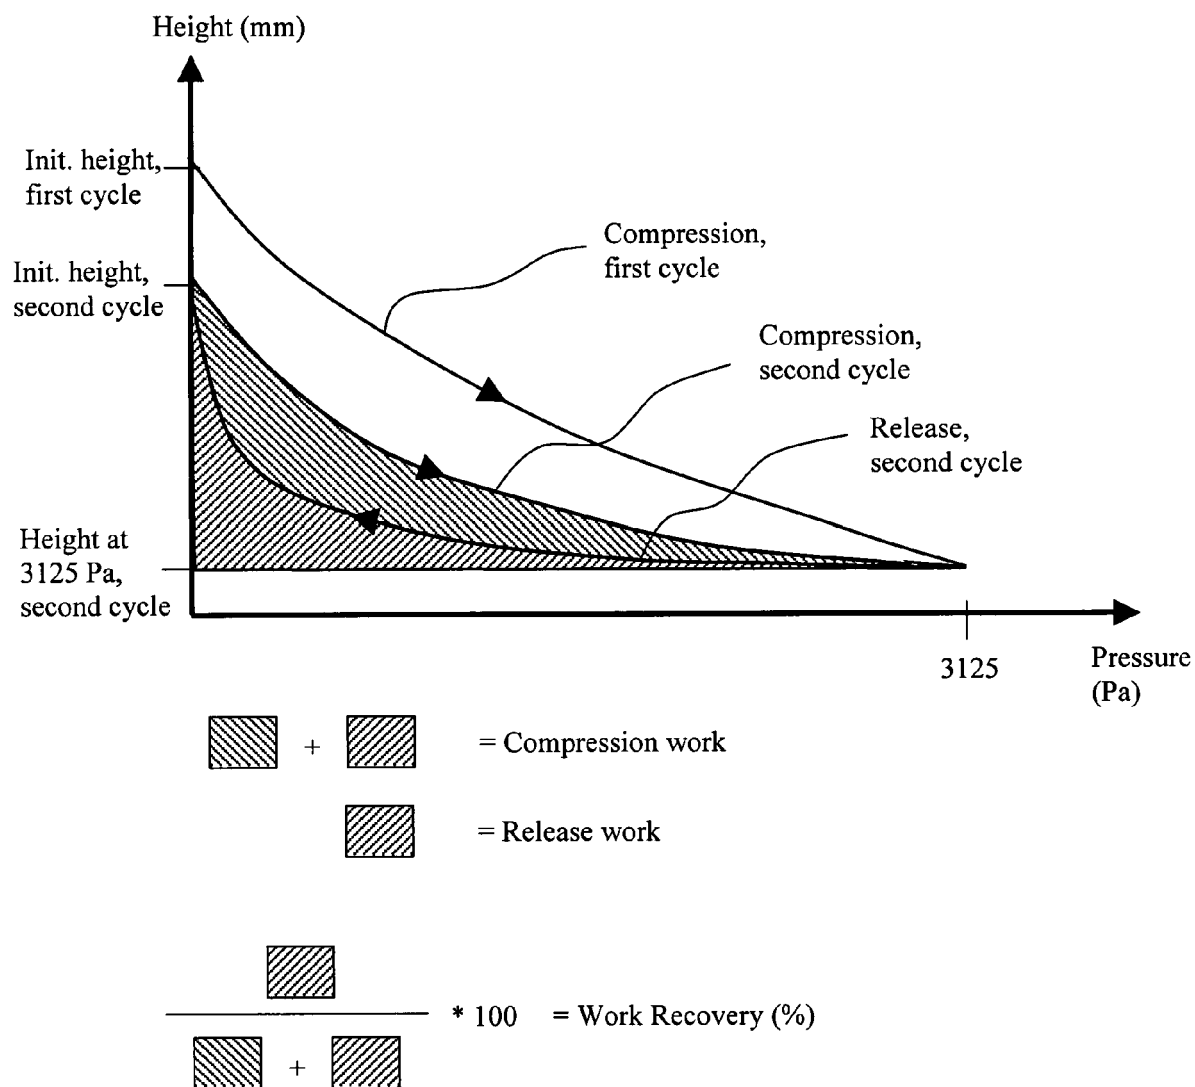 Height (mm)
Init. height,
first cycle
Compression,
first cycle
Init. height,
second cycle
Compression,
second cycle
Release,
second cycle
Height at
3125 Pa,
second cycle
3125
Pressure
(Pa)
+ = Compression work
= Release work
* 100 = Work Recovery (%)
+